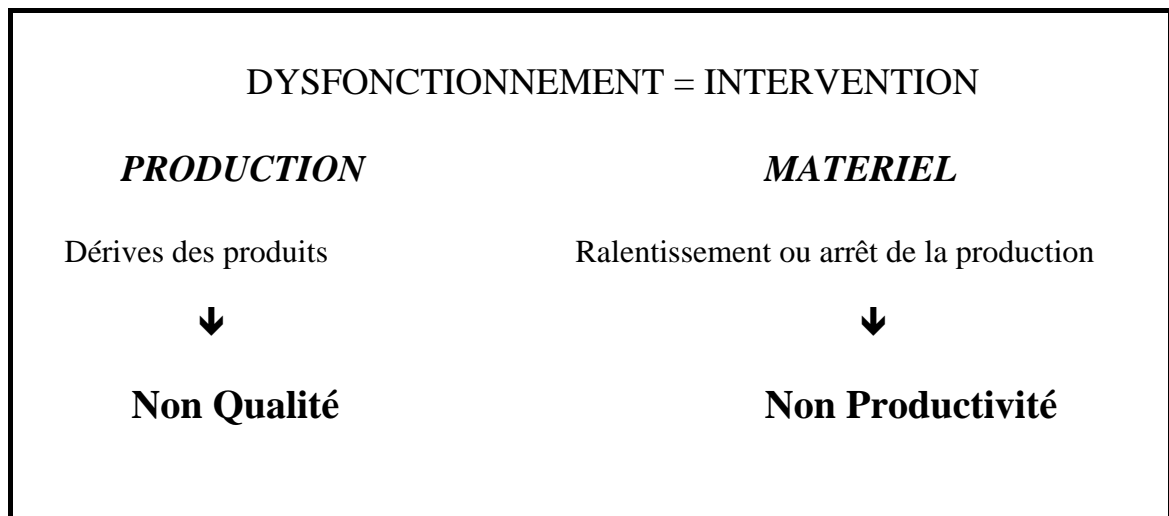 DYSFONCTIONNEMENT = INTERVENTION
PRODUCTION MATERIEL
Dérives des produits Ralentissement ou arrêt de la production
Non Qualité Non Productivité